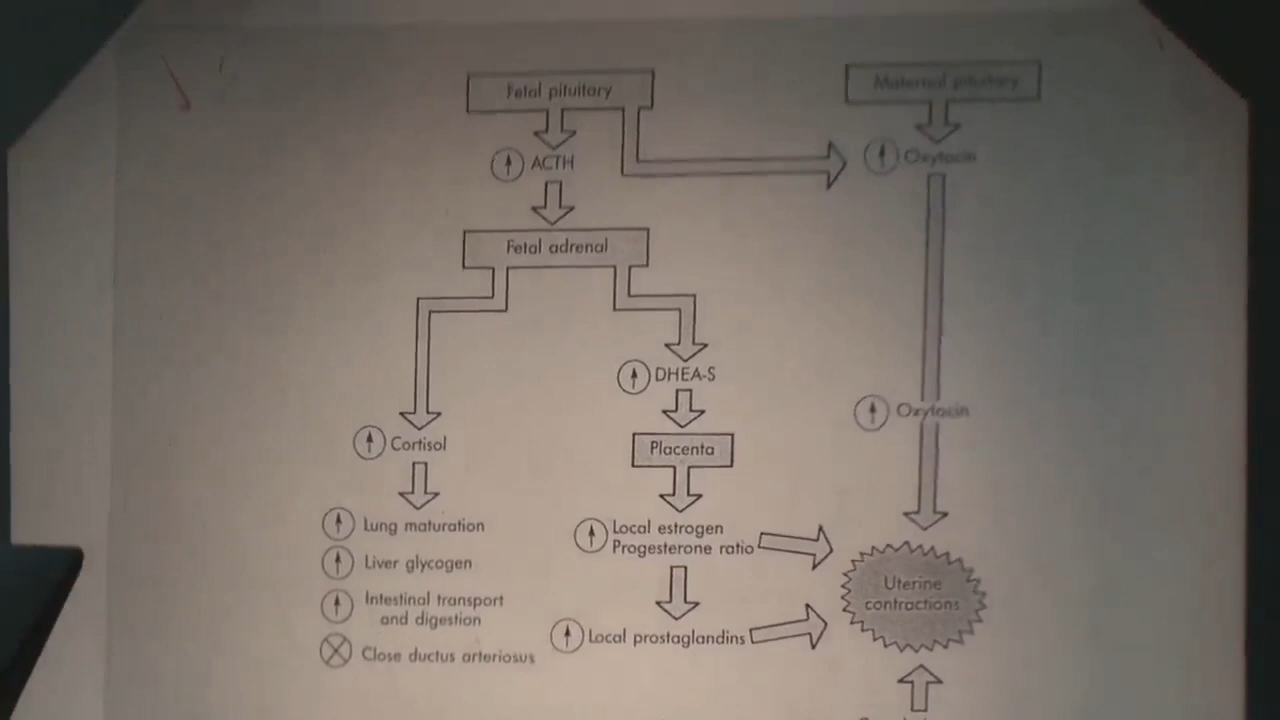 Fetal pituitary
Maternal pituitary
ACTH
Oxytocin
Fetal adrenal
DHEA-S
Oxytocin
Cortisol
Placenta
Lung maturation
Local estrogen
Progesterone ratio
Liver glycogen
Uterine
contractions
Intestinal transport
and digestion
Local prostaglandins
Close ductus arteriosus